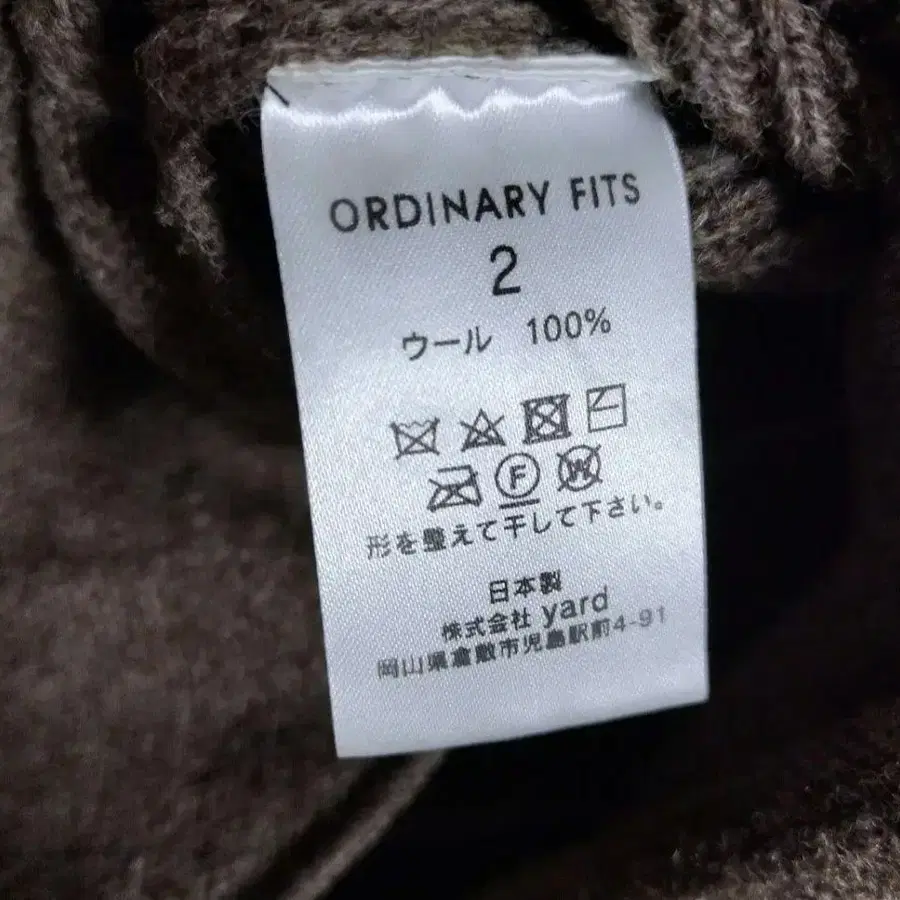 ORDINARY FITS
2
ウール 100%
F W
形を整えて干して下さい。
日本製
株式会社 yard
岡山県倉敷市児島駅前4-91